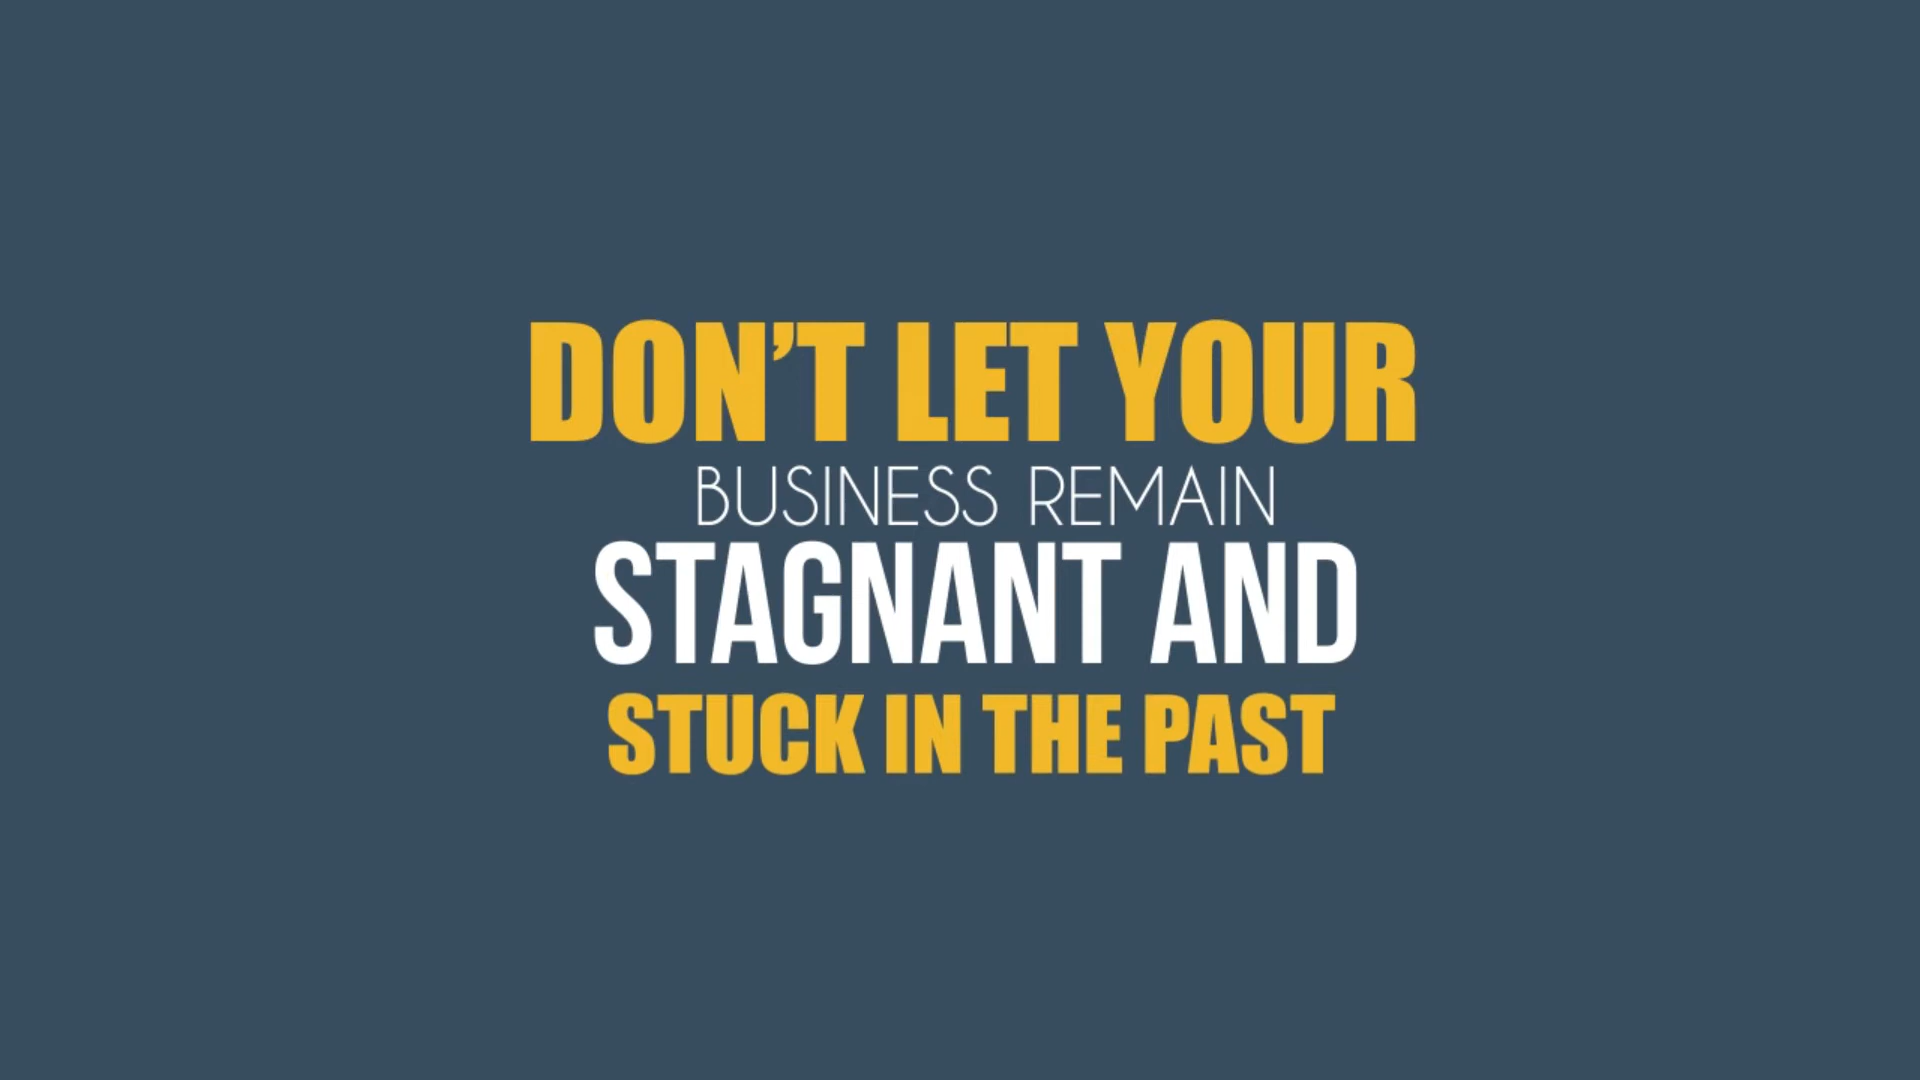 DON’T LET YOUR
BUSINESS REMAIN
STAGNANT AND
STUCK IN THE PAST